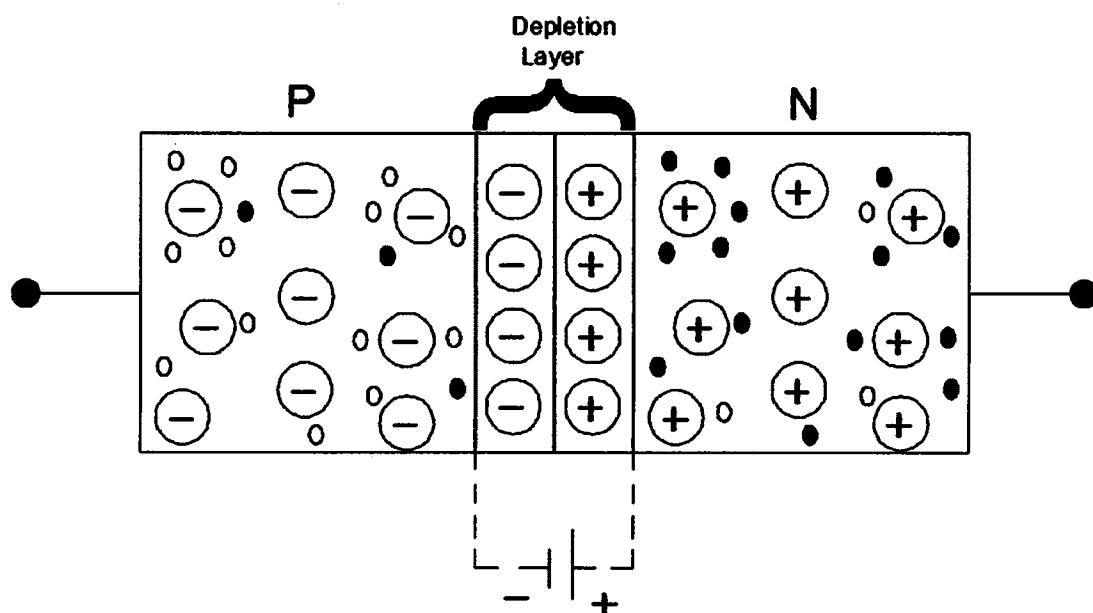 Depletion
Layer
P
N
− − − + + + +
− − + +
− + +
− − + +
− − + +
− − + +
− − + +
− +